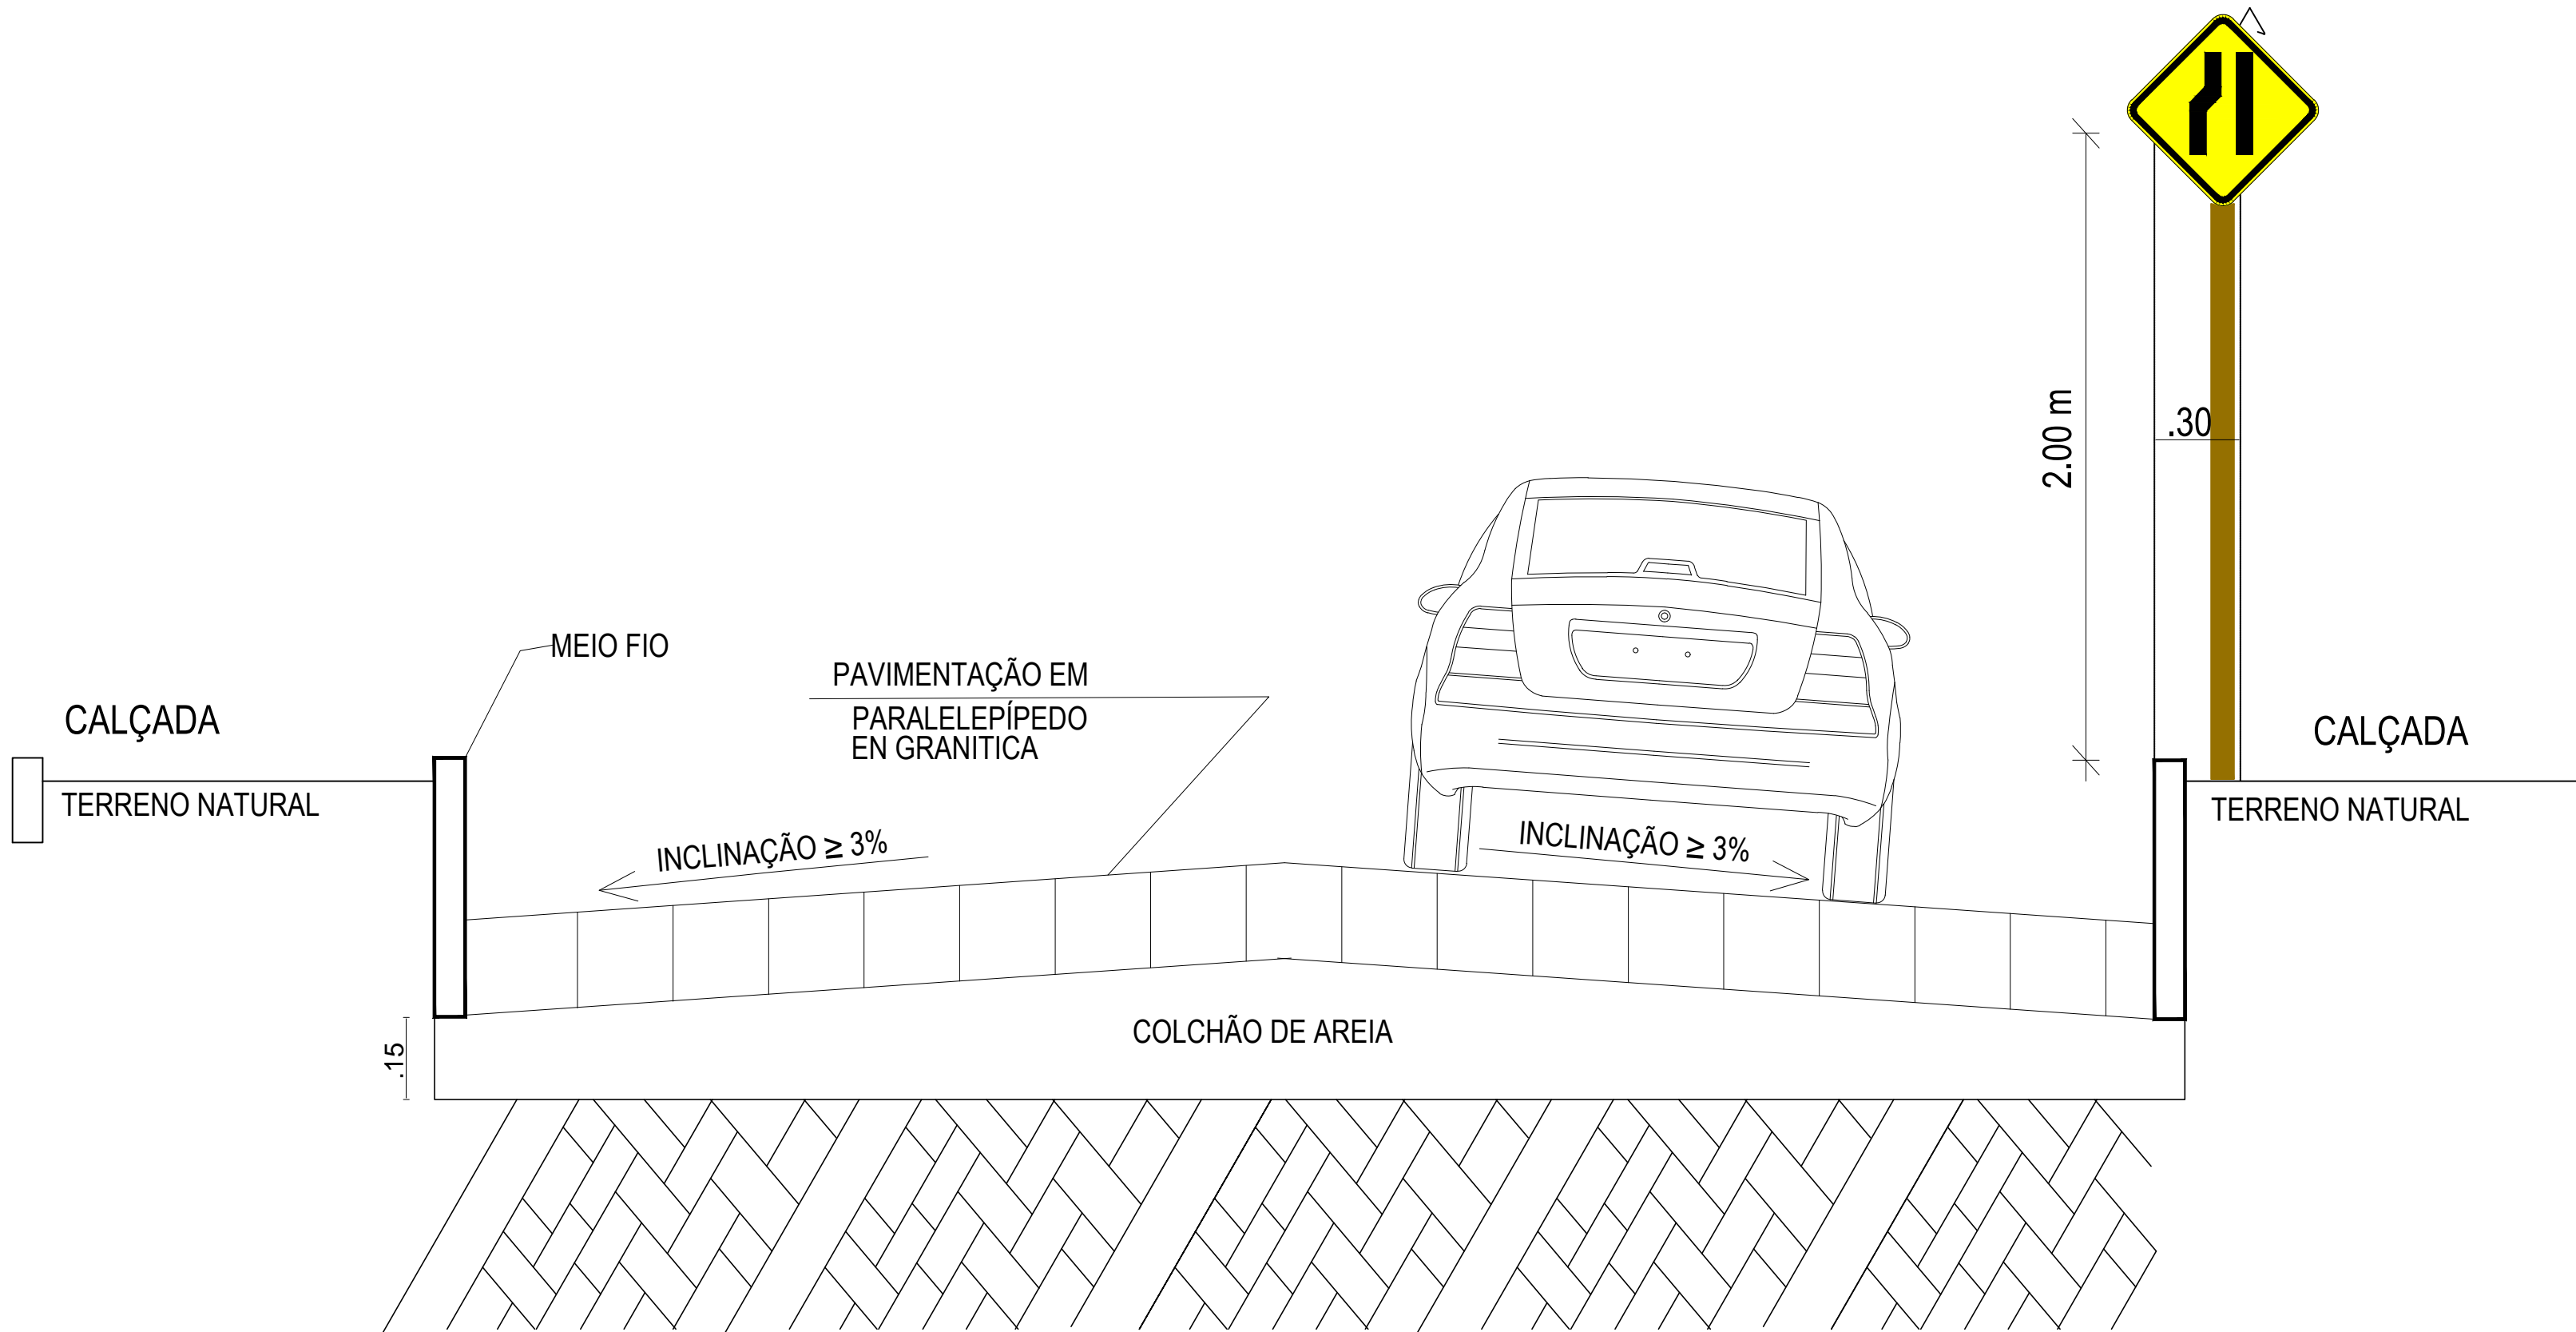 2.00 m
.30
MEIO FIO
PAVIMENTAÇÃO EM
PARALELEPÍPEDO
EN GRANITICA
CALÇADA
CALÇADA
TERRENO NATURAL
TERRENO NATURAL
INCLINAÇÃO ≥ 3%
INCLINAÇÃO ≥ 3%
COLCHÃO DE AREIA
.15